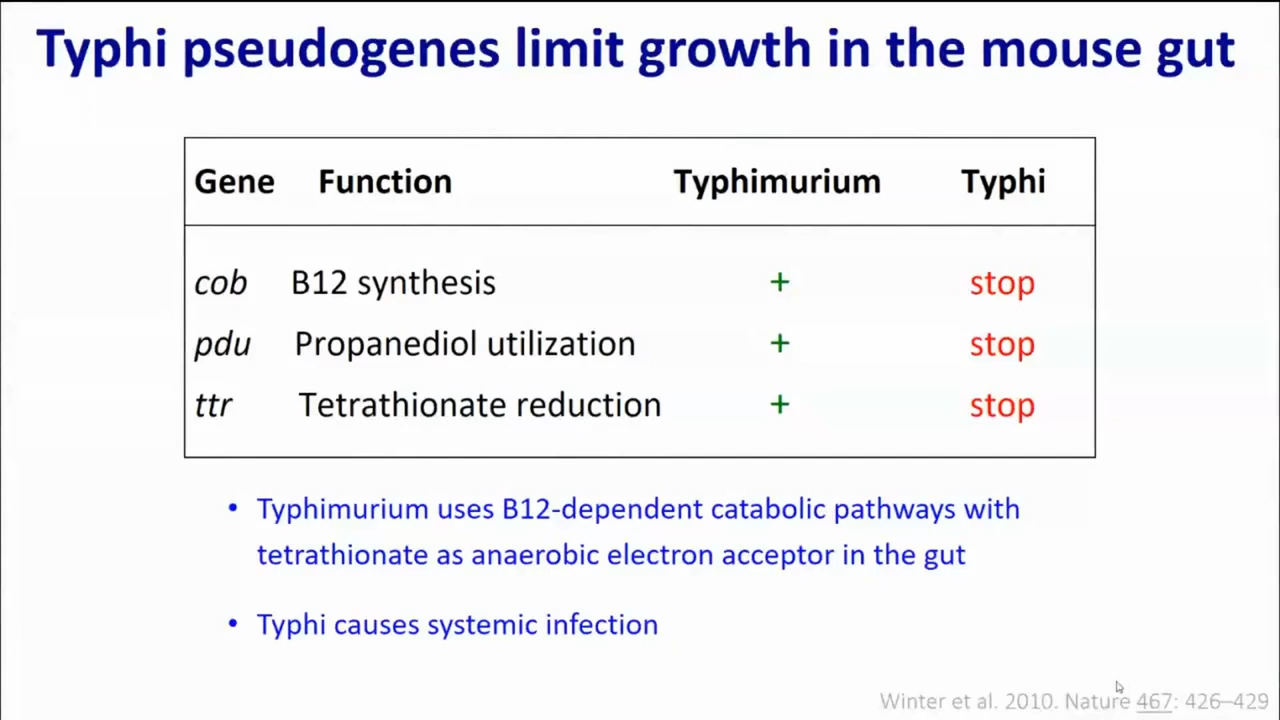 Typhi pseudogenes limit growth in the mouse gut
Gene Function Typhimurium Typhi
cob B12 synthesis + stop
pdu Propanediol utilization + stop
ttr Tetrathionate reduction + stop
• Typhimurium uses B12-dependent catabolic pathways with
tetrathionate as anaerobic electron acceptor in the gut
• Typhi causes systemic infection
Winter et al. 2010. Nature 467: 426–429